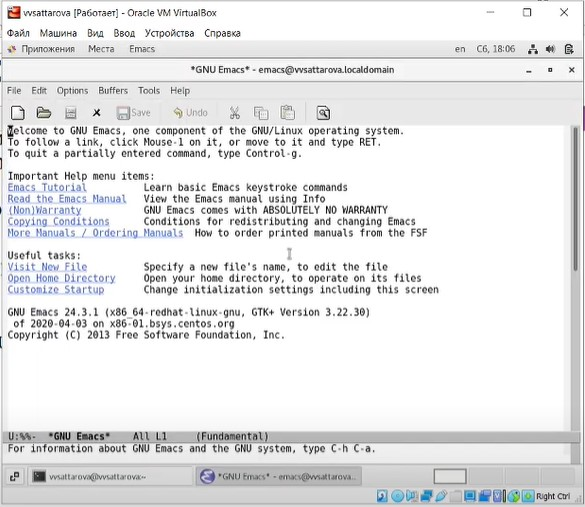 vvsattarova [Работает] - Oracle VM VirtualBox
Файл Машина Вид Ввод Устройства Справка
Приложения Места Emacs en Сб, 18:06
*GNU Emacs* - emacs@vvsattarova.localdomain
File Edit Options Buffers Tools Help
Save Undo
Welcome to GNU Emacs, one component of the GNU/Linux operating system.
To follow a link, click Mouse-1 on it, or move to it and type RET.
To quit a partially entered command, type Control-g.
Important Help menu items:
Emacs Tutorial Learn basic Emacs keystroke commands
Read the Emacs Manual View the Emacs manual using Info
(Non)Warranty GNU Emacs comes with ABSOLUTELY NO WARRANTY
Copying Conditions Conditions for redistributing and changing Emacs
More Manuals / Ordering Manuals How to order printed manuals from the FSF
Useful tasks:
Visit New File Specify a new file's name, to edit the file
Open Home Directory Open your home directory, to operate on its files
Customize Startup Change initialization settings including this screen
GNU Emacs 24.3.1 (x86_64-redhat-linux-gnu, GTK+ Version 3.22.30)
of 2020-04-03 on x86-01.bsys.centos.org
Copyright (C) 2013 Free Software Foundation, Inc.
U:%%- *GNU Emacs* All L1 (Fundamental)
For information about GNU Emacs and the GNU system, type C-h C-a.
vvsattarova@vvsattarova:~ *GNU Emacs* - emacs@vvsattarova...
Right Ctrl